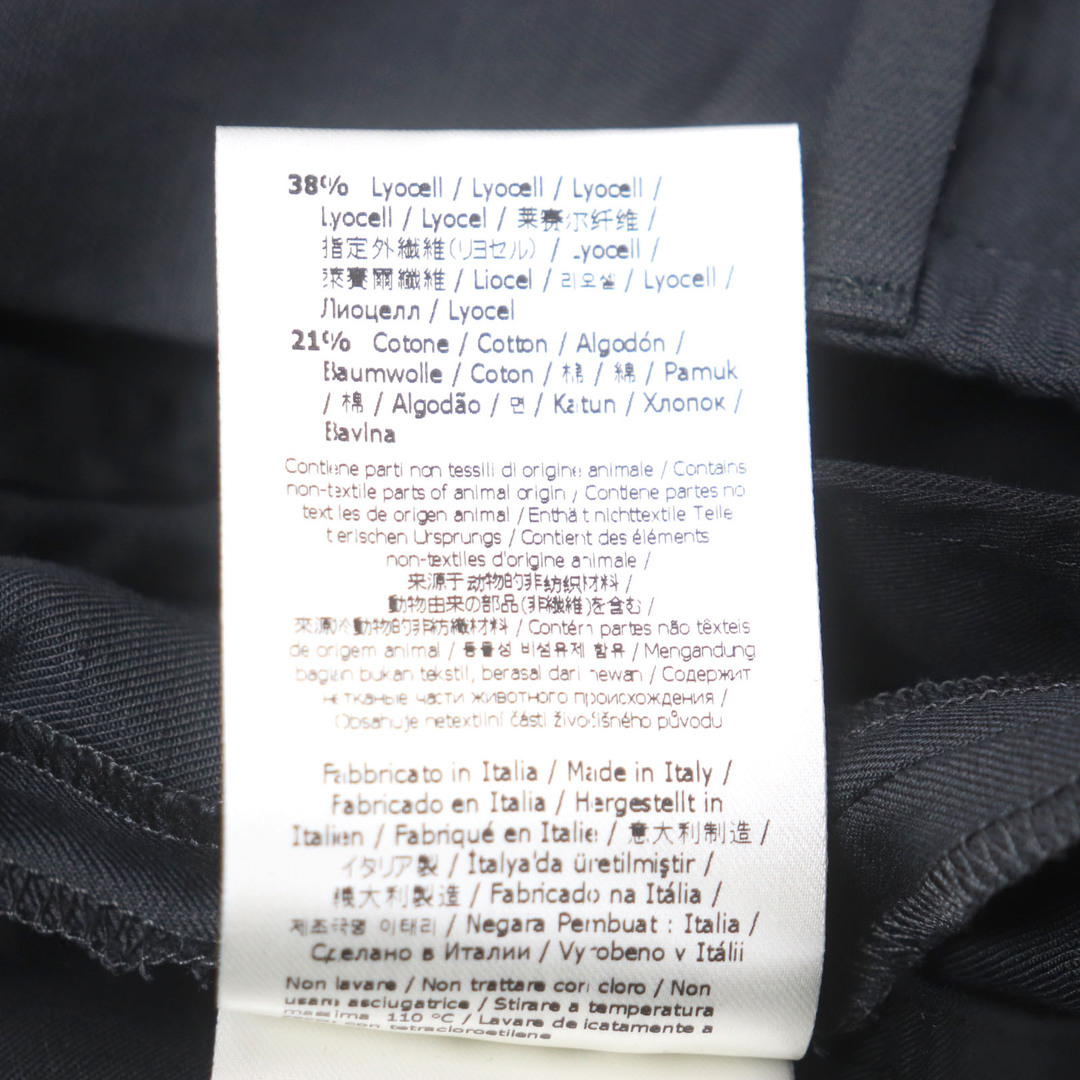 38% Lyocell / Lyocell / Lyocell /
Lyocell / Lyocel / 莱赛尔纤维 /
指定外繊維(リヨセル) / Lyocell /
萊賽爾纖維 / Liocel / 리오셀 / Lyocell /
Лиоцелл / Lyocel
21% Cotone / Cotton / Algodón /
Baumwolle / Coton / 棉 / 綿 / Pamuk
/ 棉 / Algodão / 면 / Katun / Хлопок /
Bavlna
Contiene parti non tessili di origine animale / Contains
non-textile parts of animal origin / Contiene partes no
textiles de origen animal / Enthält nichttextile Teile
tierischen Ursprungs / Contient des éléments
non-textiles d'origine animale /
来源于动物的非纺织材料 /
動物由来の部品(非繊維)を含む /
來源於動物的非紡織材料 / Contém partes não têxteis
de origem animal / 동물성 비섬유제 함유 / Mengandung
bagian bukan tekstil, berasal dari hewan / Содержит
нетканые части животного происхождения /
Obsahuje netextilní části živočišného původu
Fabbricato in Italia / Made in Italy /
Fabricado en Italia / Hergestellt in
Italien / Fabriqué en Italie / 意大利制造 /
イタリア製 / İtalya'da üretilmiştir /
義大利製造 / Fabricado na Itália /
제조국명 이태리 / Negara Pembuat : Italia /
Сделано в Италии / Vyrobeno v Itálii
Non lavare / Non trattare con cloro / Non
usare asciugatrice / Stirare a temperatura
massima 110 °C / Lavare delicatamente a
con tetracloroetilene